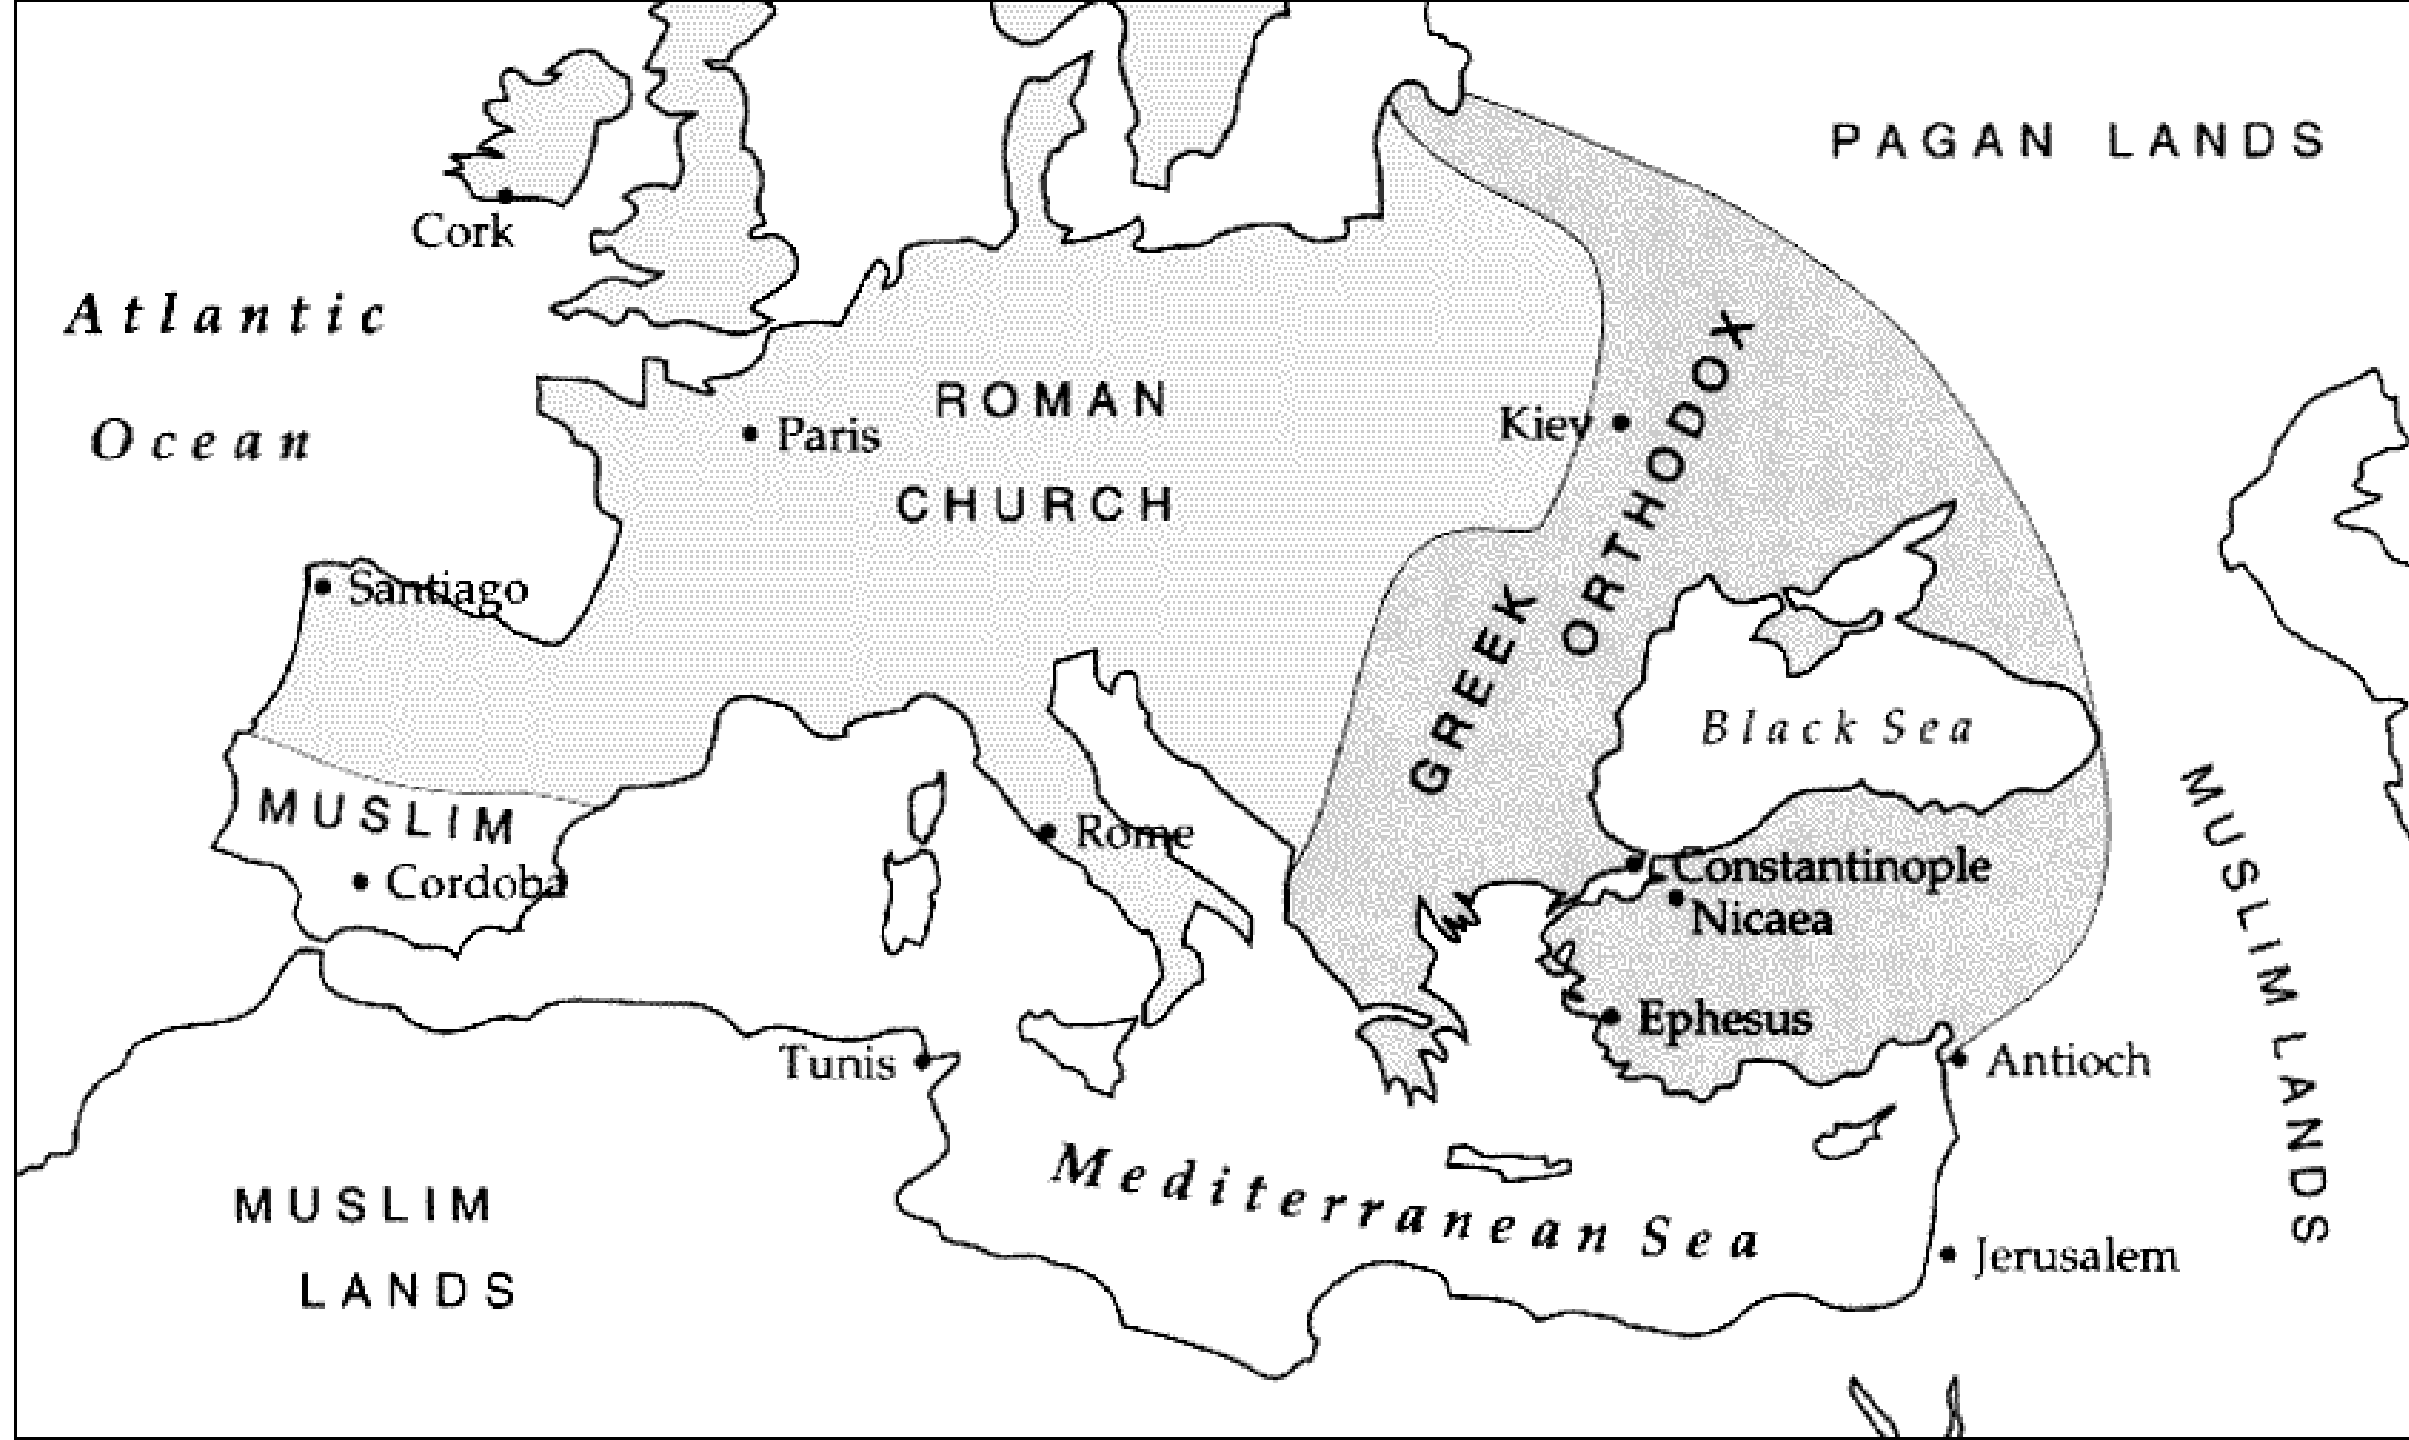 PAGAN LANDS
Cork
Atlantic
Ocean
ROMAN
CHURCH
Paris
Kiev
GREEK
ORTHODOX
Santiago
Black Sea
MUSLIM
Cordoba
Rome
Constantinople
Nicaea
Ephesus
Antioch
Tunis
MUSLIM LANDS
Mediterranean Sea
MUSLIM
LANDS
Jerusalem